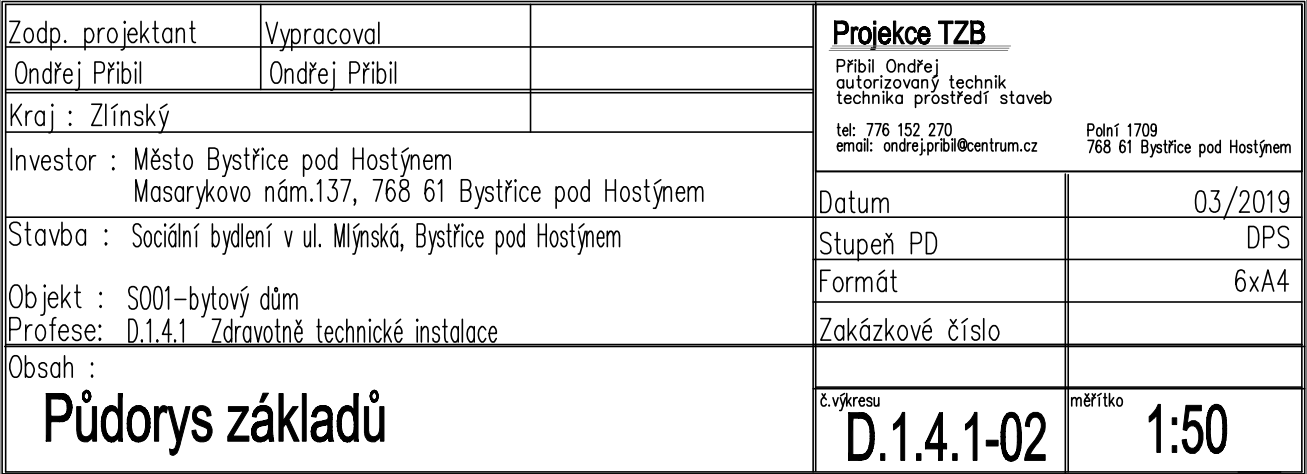 Zodp. projektant Vypracoval
Ondřej Přibil Ondřej Přibil
Kraj : Zlínský
Investor : Město Bystřice pod Hostýnem
Masarykovo nám.137, 768 61 Bystřice pod Hostýnem
Stavba : Sociální bydlení v ul. Mlýnská, Bystřice pod Hostýnem
Objekt : SO01-bytový dům
Profese: D.1.4.1 Zdravotně technické instalace
Obsah :
Půdorys základů
Projekce TZB
Přibil Ondřej
autorizovaný technik
technika prostředí staveb
tel: 776 152 270 Polní 1709
email: ondrej.pribil@centrum.cz 768 61 Bystřice pod Hostýnem
Datum 03/2019
Stupeň PD DPS
Formát 6xA4
Zakázkové číslo
č.výkresu měřítko
D.1.4.1-02 1:50